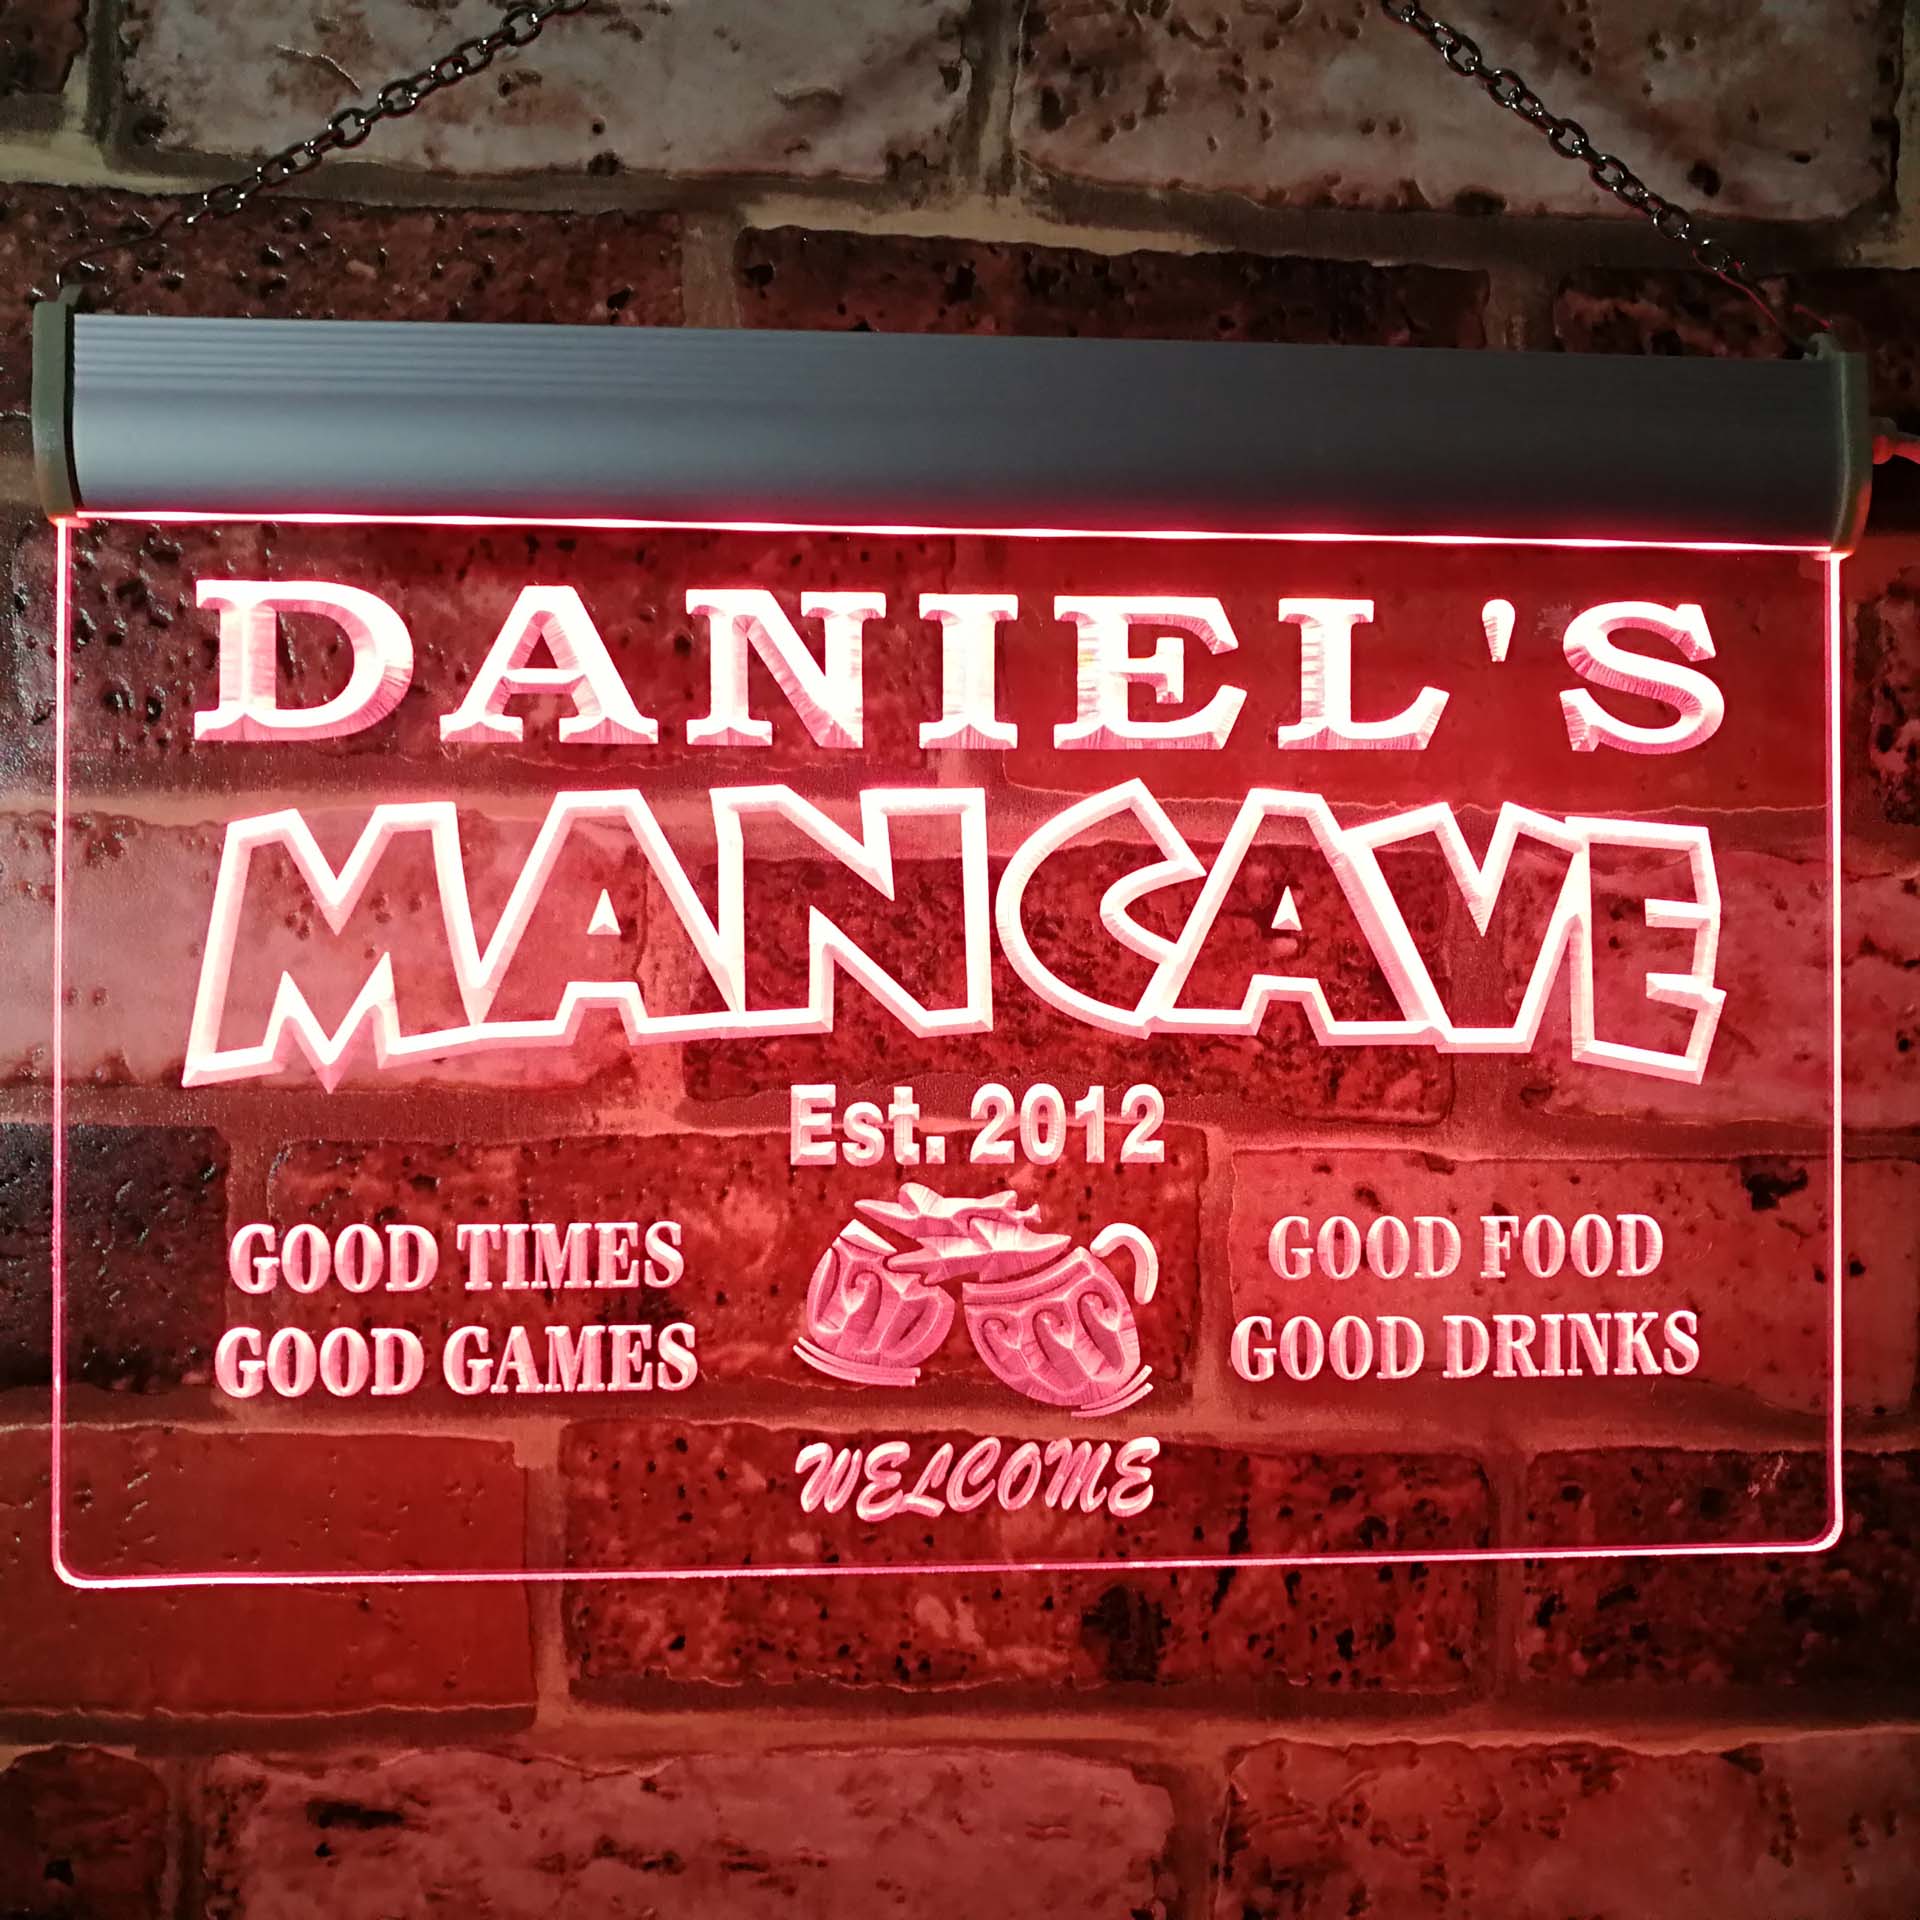 DANIEL'S
MANCAVE
Est. 2012
GOOD TIMES
GOOD GAMES
GOOD FOOD
GOOD DRINKS
WELCOME